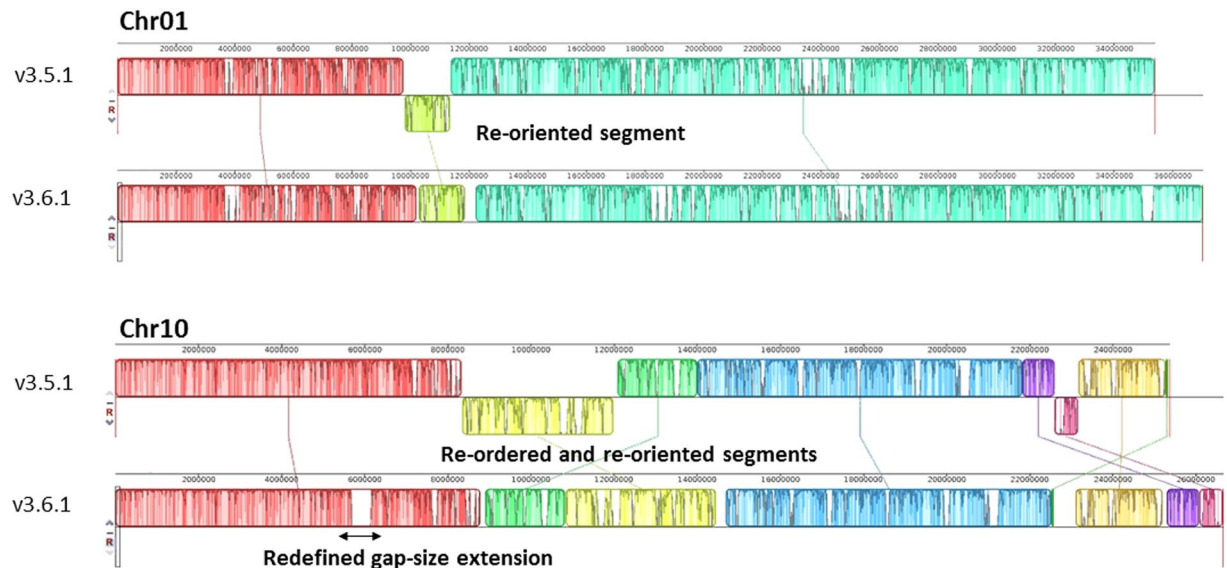 Chr01
2000000 4000000 6000000 8000000 10000000 12000000 14000000 16000000 18000000 20000000 22000000 24000000 26000000 28000000 30000000 32000000 34000000
v3.5.1
R
Re-oriented segment
2000000 4000000 6000000 8000000 10000000 12000000 14000000 16000000 18000000 20000000 22000000 24000000 26000000 28000000 30000000 32000000 34000000 36000000
v3.6.1
R
Chr10
2000000 4000000 6000000 8000000 10000000 12000000 14000000 16000000 18000000 20000000 22000000 24000000
v3.5.1
R
Re-ordered and re-oriented segments
2000000 4000000 6000000 8000000 10000000 12000000 14000000 16000000 18000000 20000000 22000000 24000000 26000000
v3.6.1
R
Redefined gap-size extension